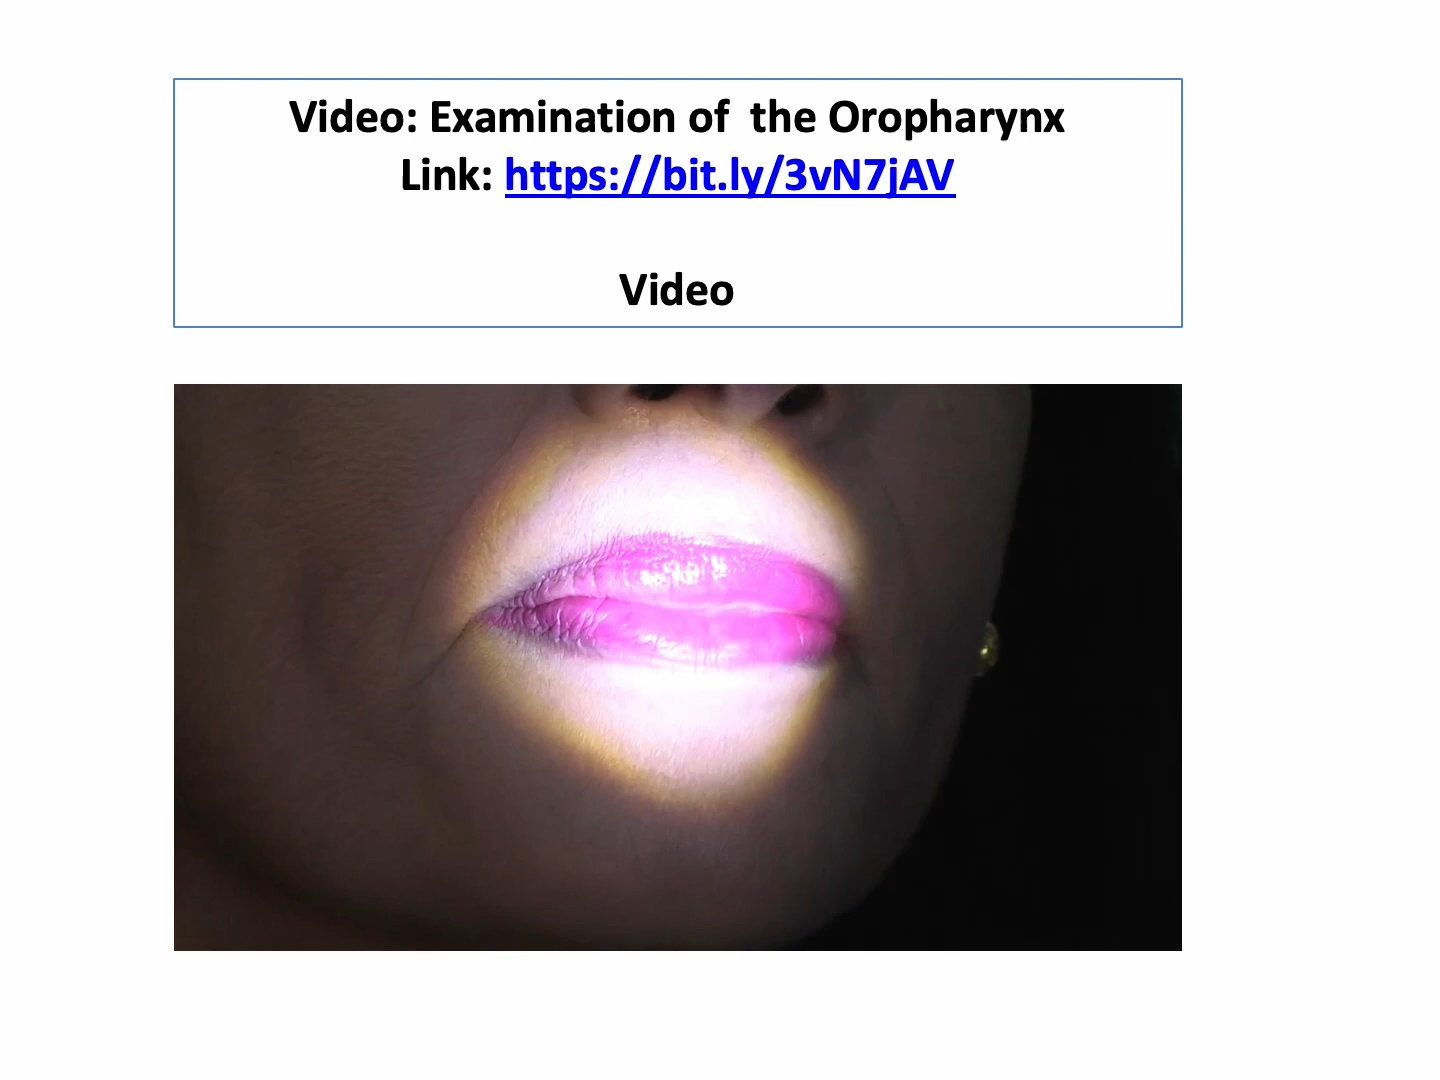 Video: Examination of  the Oropharynx
Link: https://bit.ly/3vN7jAV
Video